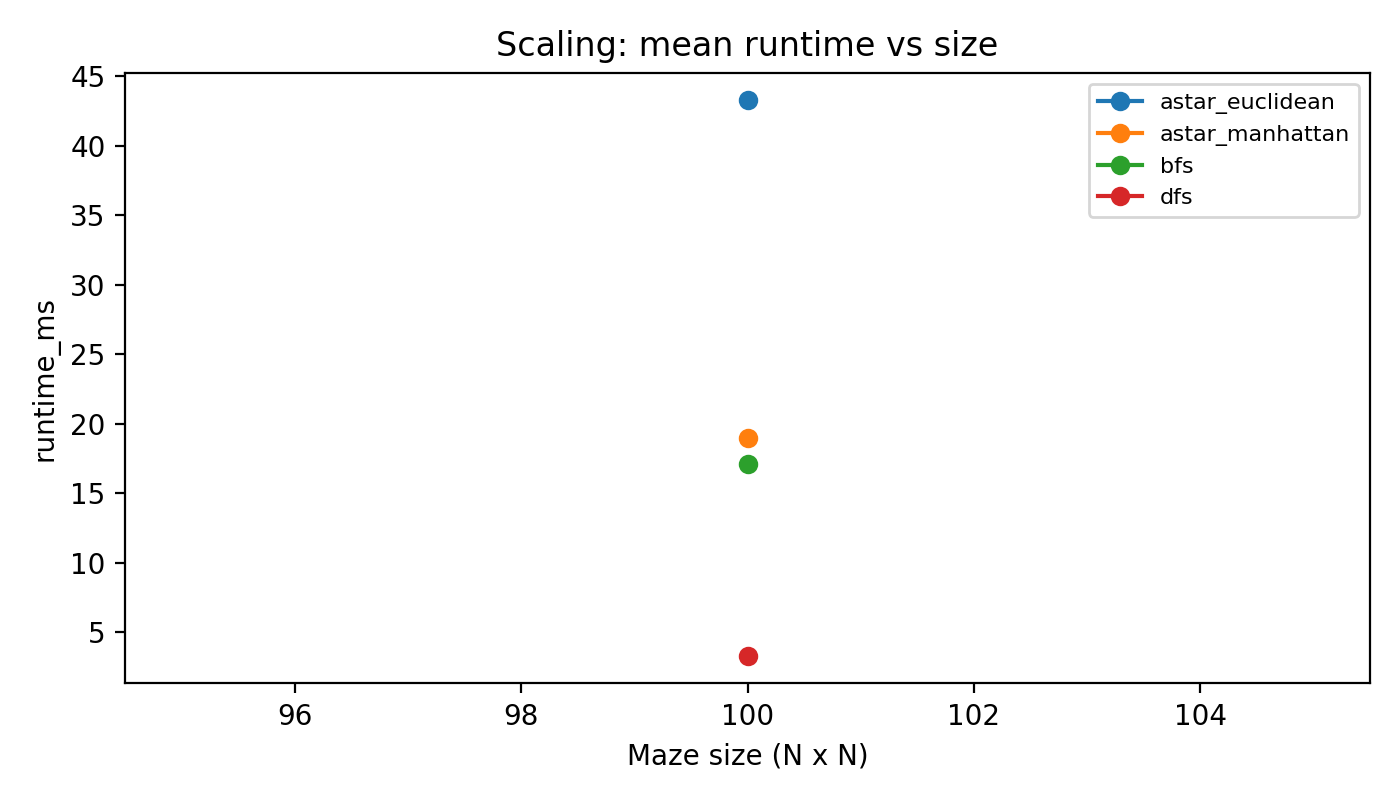 Scaling: mean runtime vs size
45
40
35
30
25
20
15
10
5
runtime_ms
astar_euclidean
astar_manhattan
bfs
dfs
96 98 100 102 104
Maze size (N x N)